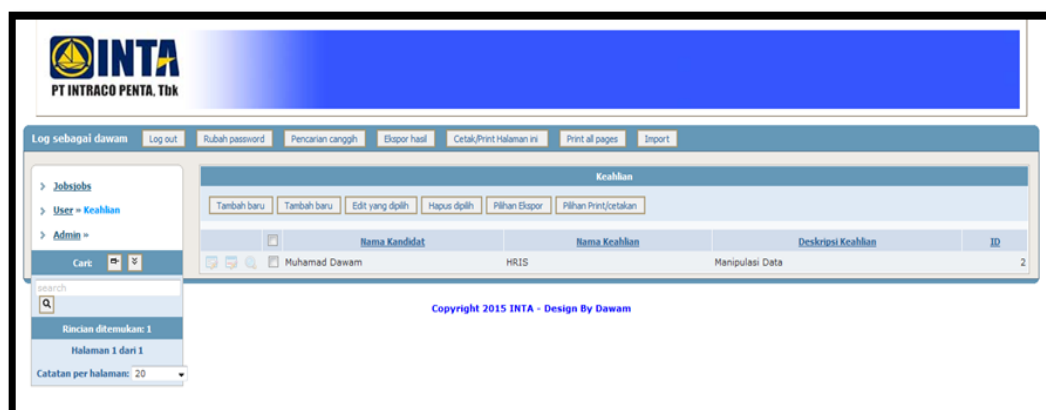 INTA
PT INTRACO PENTA, Tbk
Log sebagai dawam Log out Rubah password Pencarian canggih Ekspor hasil Cetak/Print Halaman ini Print all pages Import
Jobsjobs
User » Keahlian
Admin »
Cari:
search
Rincian ditemukan: 1
Halaman 1 dari 1
Catatan per halaman: 20
Keahlian
Tambah baru Tambah baru Edit yang dipilih Hapus dipilih Pilihan Ekspor Pilihan Print/cetakan
Nama Kandidat Nama Keahlian Deskripsi Keahlian ID
Muhamad Dawam HRIS Manipulasi Data 2
Copyright 2015 INTA - Design By Dawam